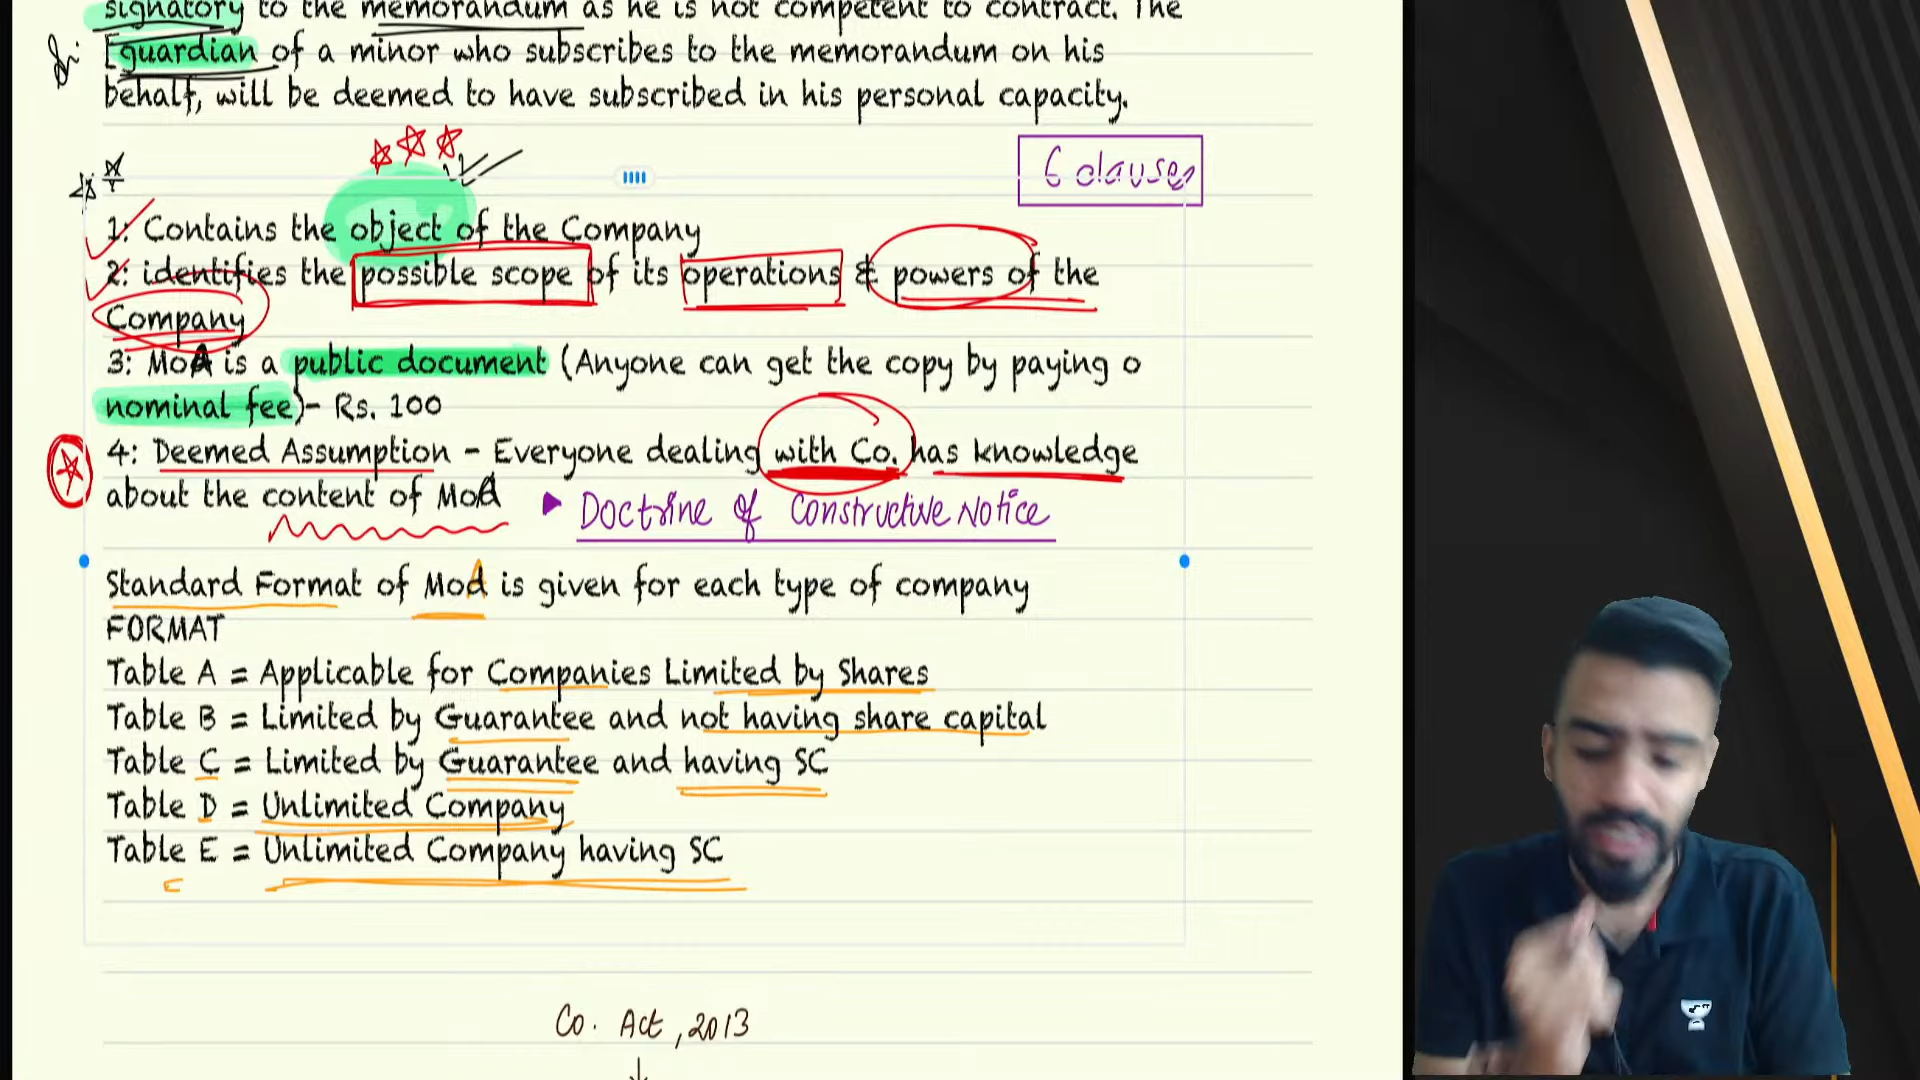 signatory to the memorandum as he is not competent to contract. The
guardian of a minor who subscribes to the memorandum on his
behalf, will be deemed to have subscribed in his personal capacity.
6 clauses
1: Contains the object of the Company
2: identifies the possible scope of its operations & powers of the
Company
3: MoA is a public document (Anyone can get the copy by paying o
nominal fee)- Rs. 100
4: Deemed Assumption - Everyone dealing with Co. has knowledge
about the content of MoA
Doctrine of Constructive Notice
Standard Format of MoA is given for each type of company
FORMAT
Table A = Applicable for Companies Limited by Shares
Table B = Limited by Guarantee and not having share capital
Table C = Limited by Guarantee and having SC
Table D = Unlimited Company
Table E = Unlimited Company having SC
Co. Act, 2013